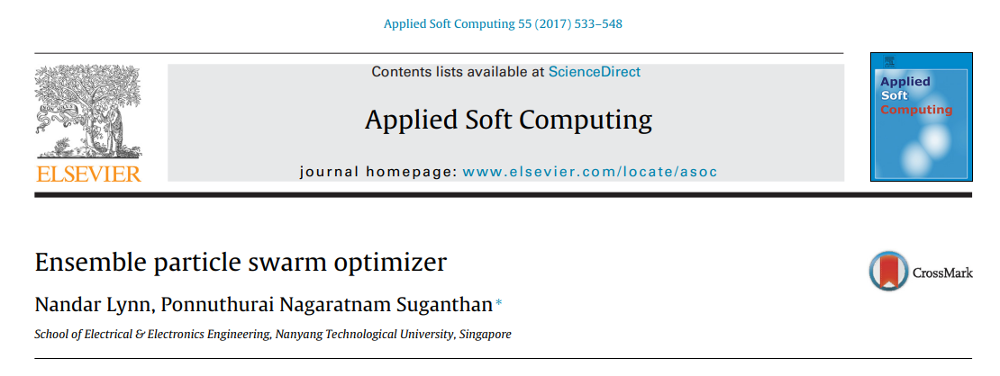 Applied Soft Computing 55 (2017) 533–548
Contents lists available at ScienceDirect
Applied Soft Computing
journal homepage: www.elsevier.com/locate/asoc
ELSEVIER
Applied
Soft
Computing
Ensemble particle swarm optimizer
CrossMark
Nandar Lynn, Ponnuthurai Nagaratnam Suganthan*
School of Electrical & Electronics Engineering, Nanyang Technological University, Singapore